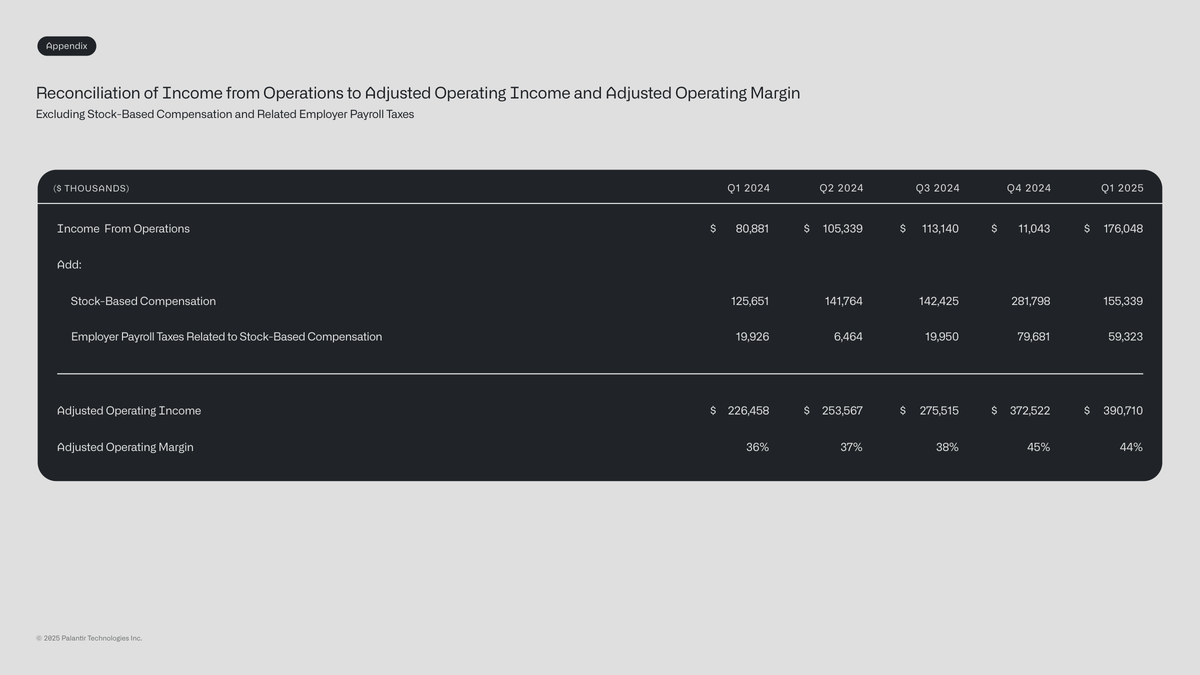 Appendix
Reconciliation of Income from Operations to Adjusted Operating Income and Adjusted Operating Margin
Excluding Stock-Based Compensation and Related Employer Payroll Taxes
($ THOUSANDS) Q1 2024 Q2 2024 Q3 2024 Q4 2024 Q1 2025
Income From Operations $ 80,881 $ 105,339 $ 113,140 $ 11,043 $ 176,048
Add:
Stock-Based Compensation 125,651 141,764 142,425 281,798 155,339
Employer Payroll Taxes Related to Stock-Based Compensation 19,926 6,464 19,950 79,681 59,323
Adjusted Operating Income $ 226,458 $ 253,567 $ 275,515 $ 372,522 $ 390,710
Adjusted Operating Margin 36% 37% 38% 45% 44%
© 2025 Palantir Technologies Inc.